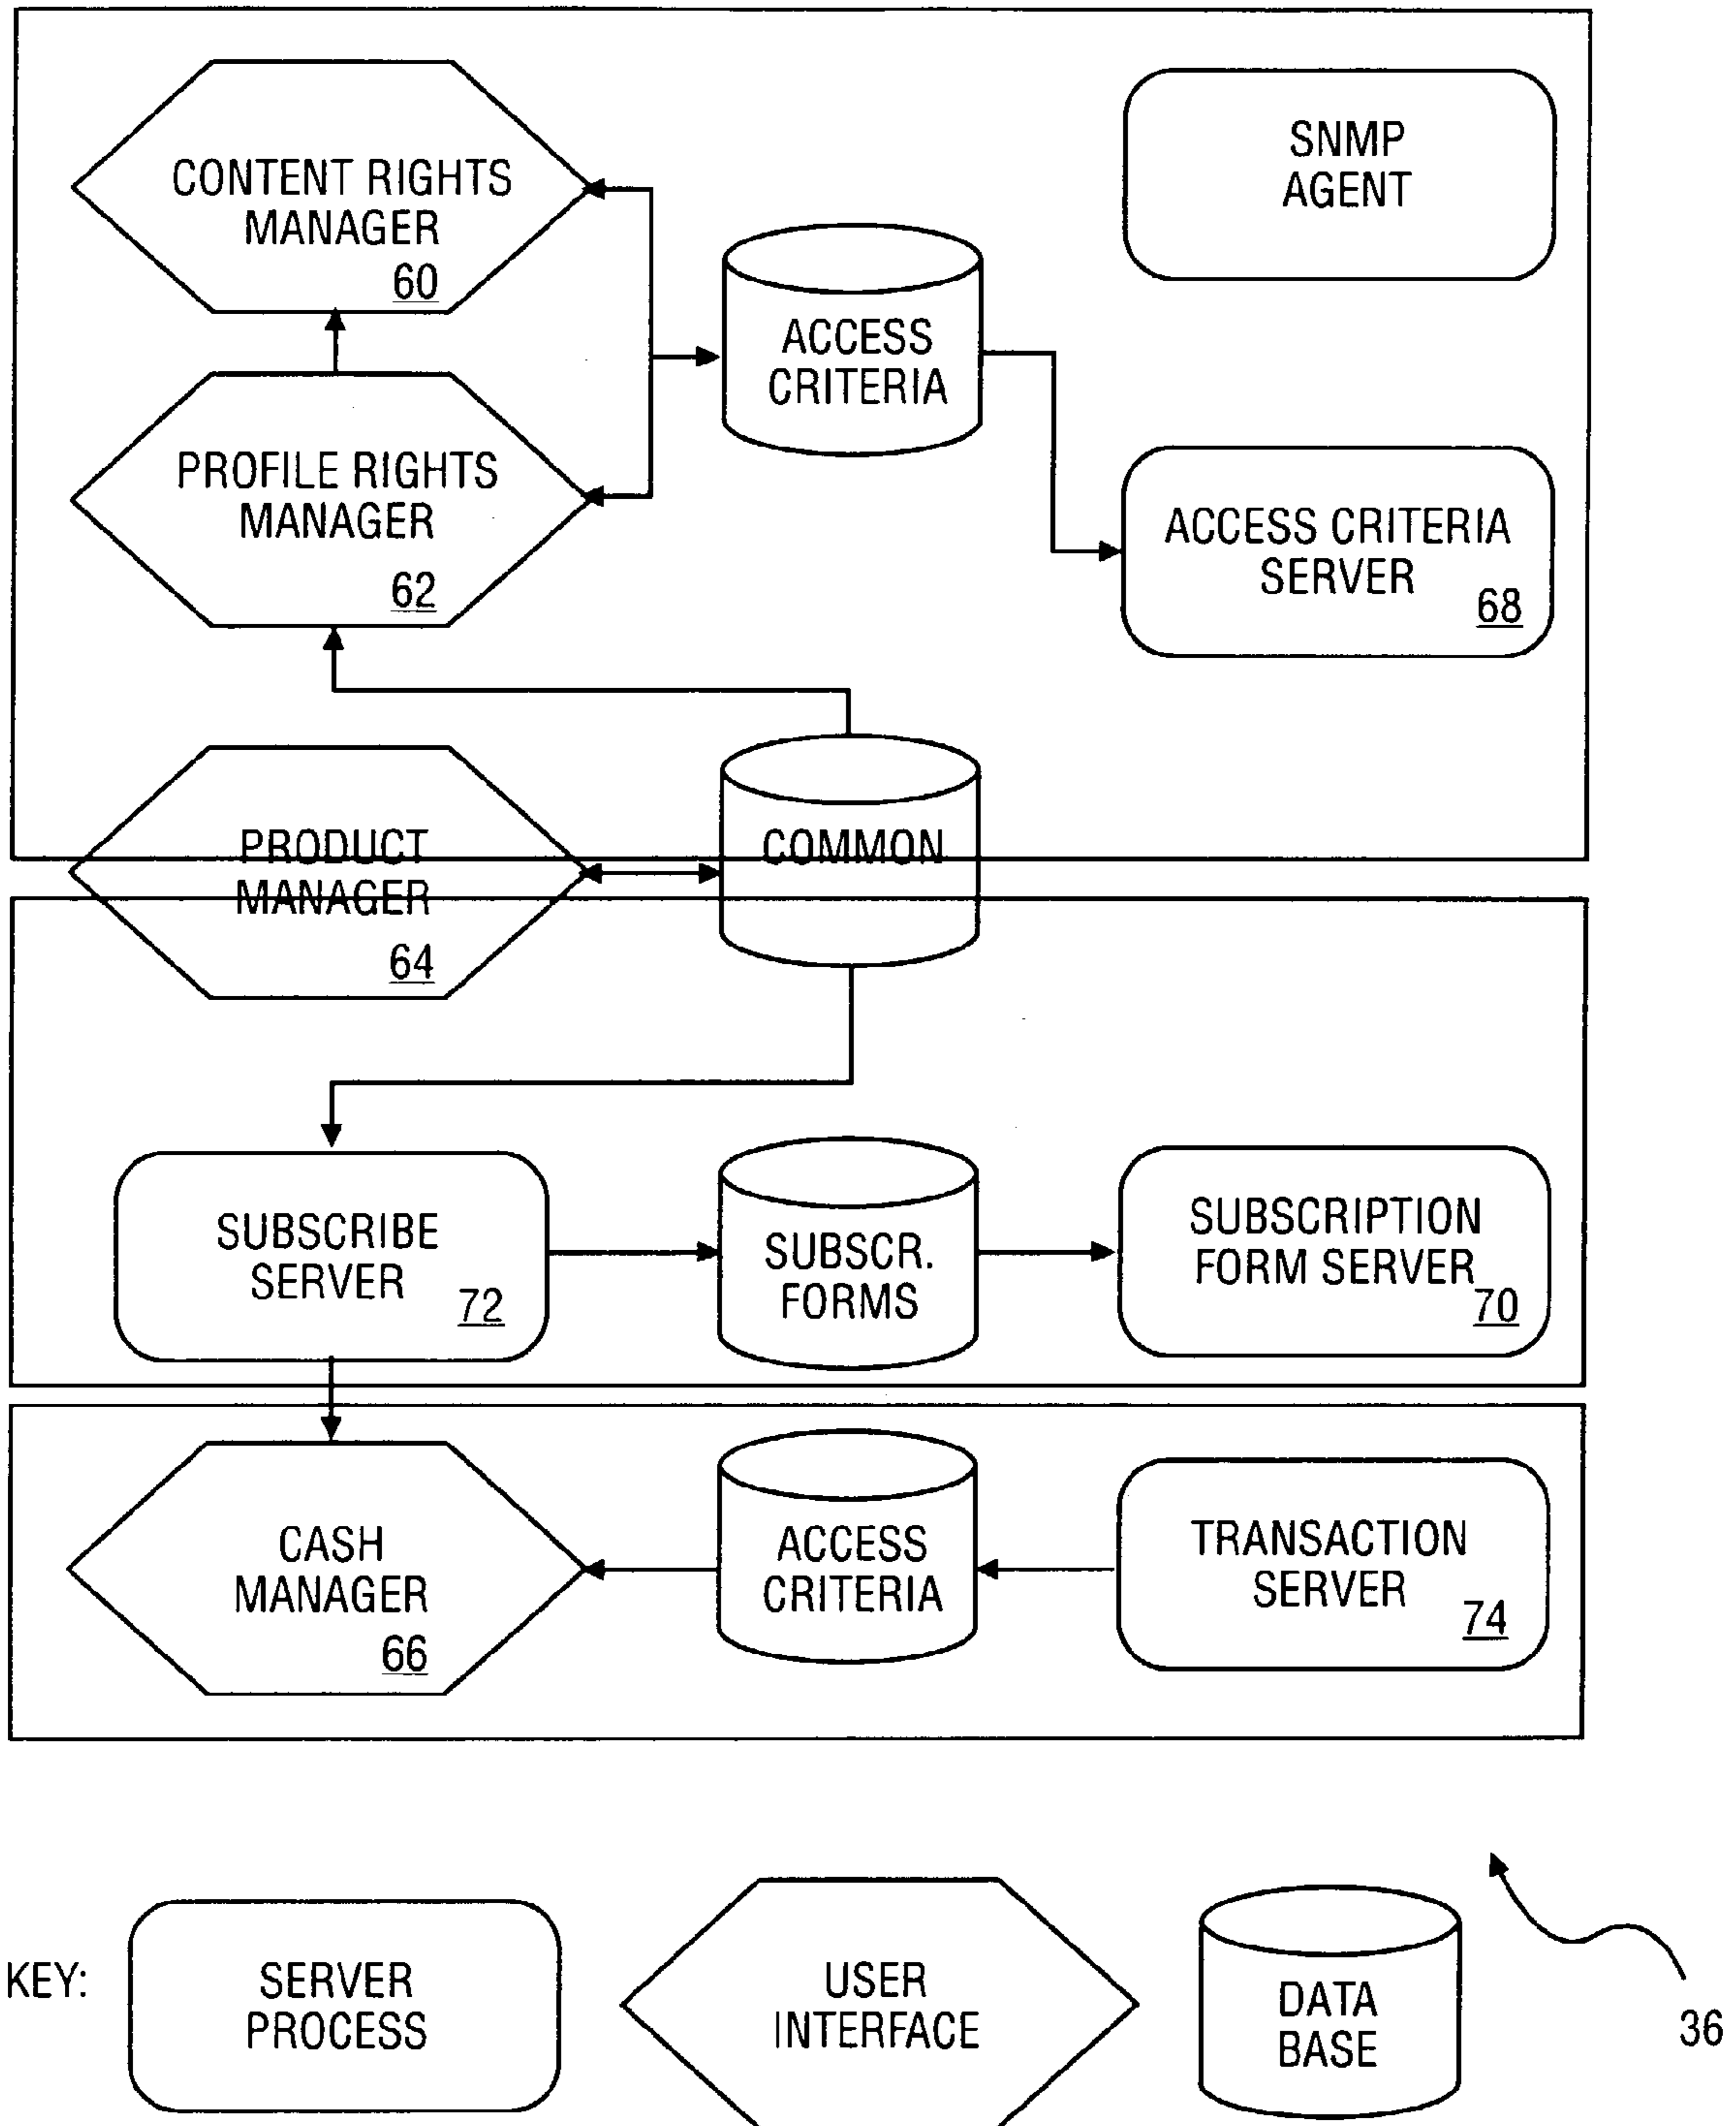 CONTENT RIGHTS
MANAGER
60
SNMP
AGENT
ACCESS
CRITERIA
PROFILE RIGHTS
MANAGER
62
ACCESS CRITERIA
SERVER
68
PRODUCT
MANAGER
64
COMMON
SUBSCRIBE
SERVER
72
SUBSCR.
FORMS
SUBSCRIPTION
FORM SERVER
70
CASH
MANAGER
66
ACCESS
CRITERIA
TRANSACTION
SERVER
74
KEY:
SERVER
PROCESS
USER
INTERFACE
DATA
BASE
36